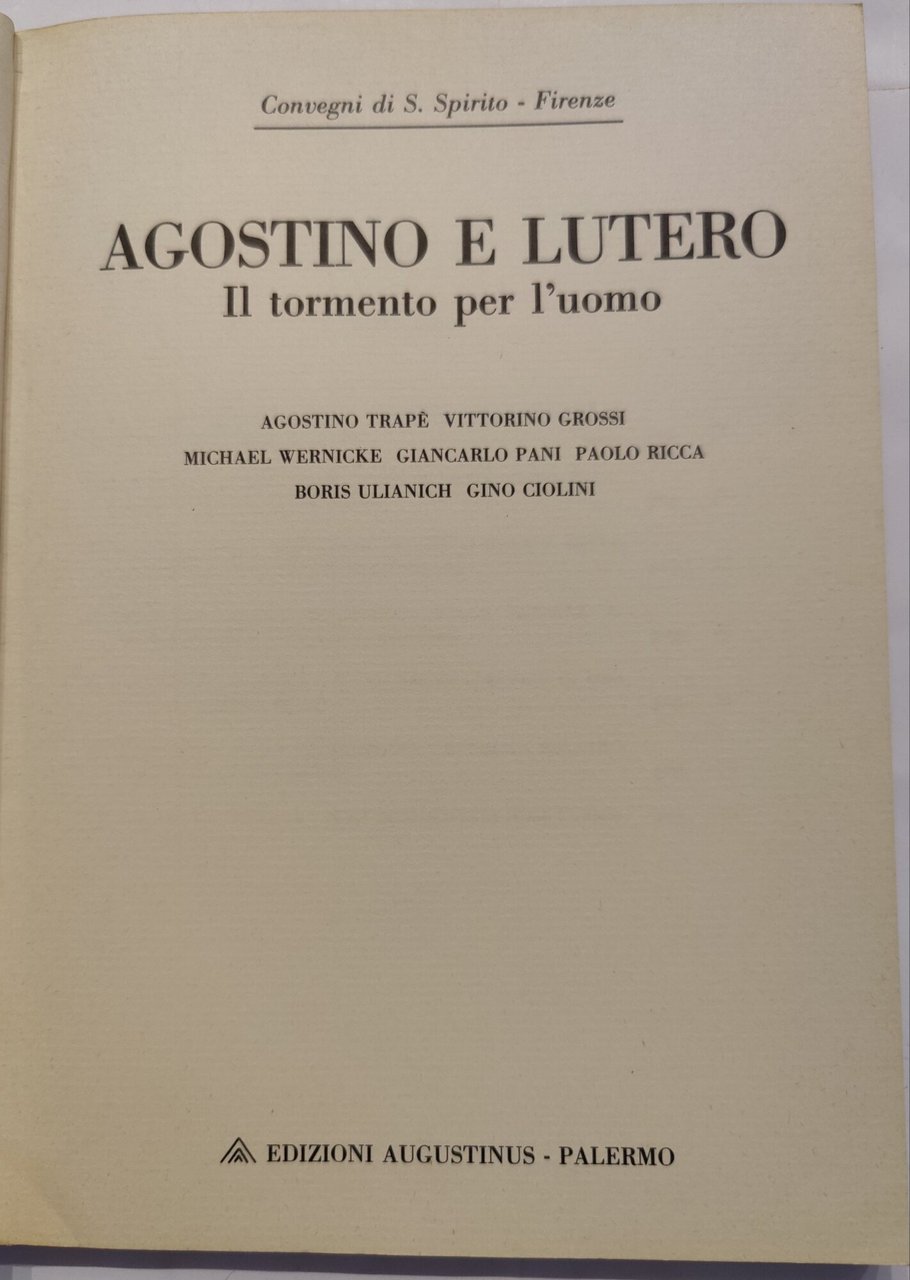 Convegni di S. Spirito - Firenze
AGOSTINO E LUTERO
Il tormento per l'uomo
AGOSTINO TRAPÈ VITTORINO GROSSI
MICHAEL WERNICKE GIANCARLO PANI PAOLO RICCA
BORIS ULIANICH GINO CIOLINI
EDIZIONI AUGUSTINUS - PALERMO